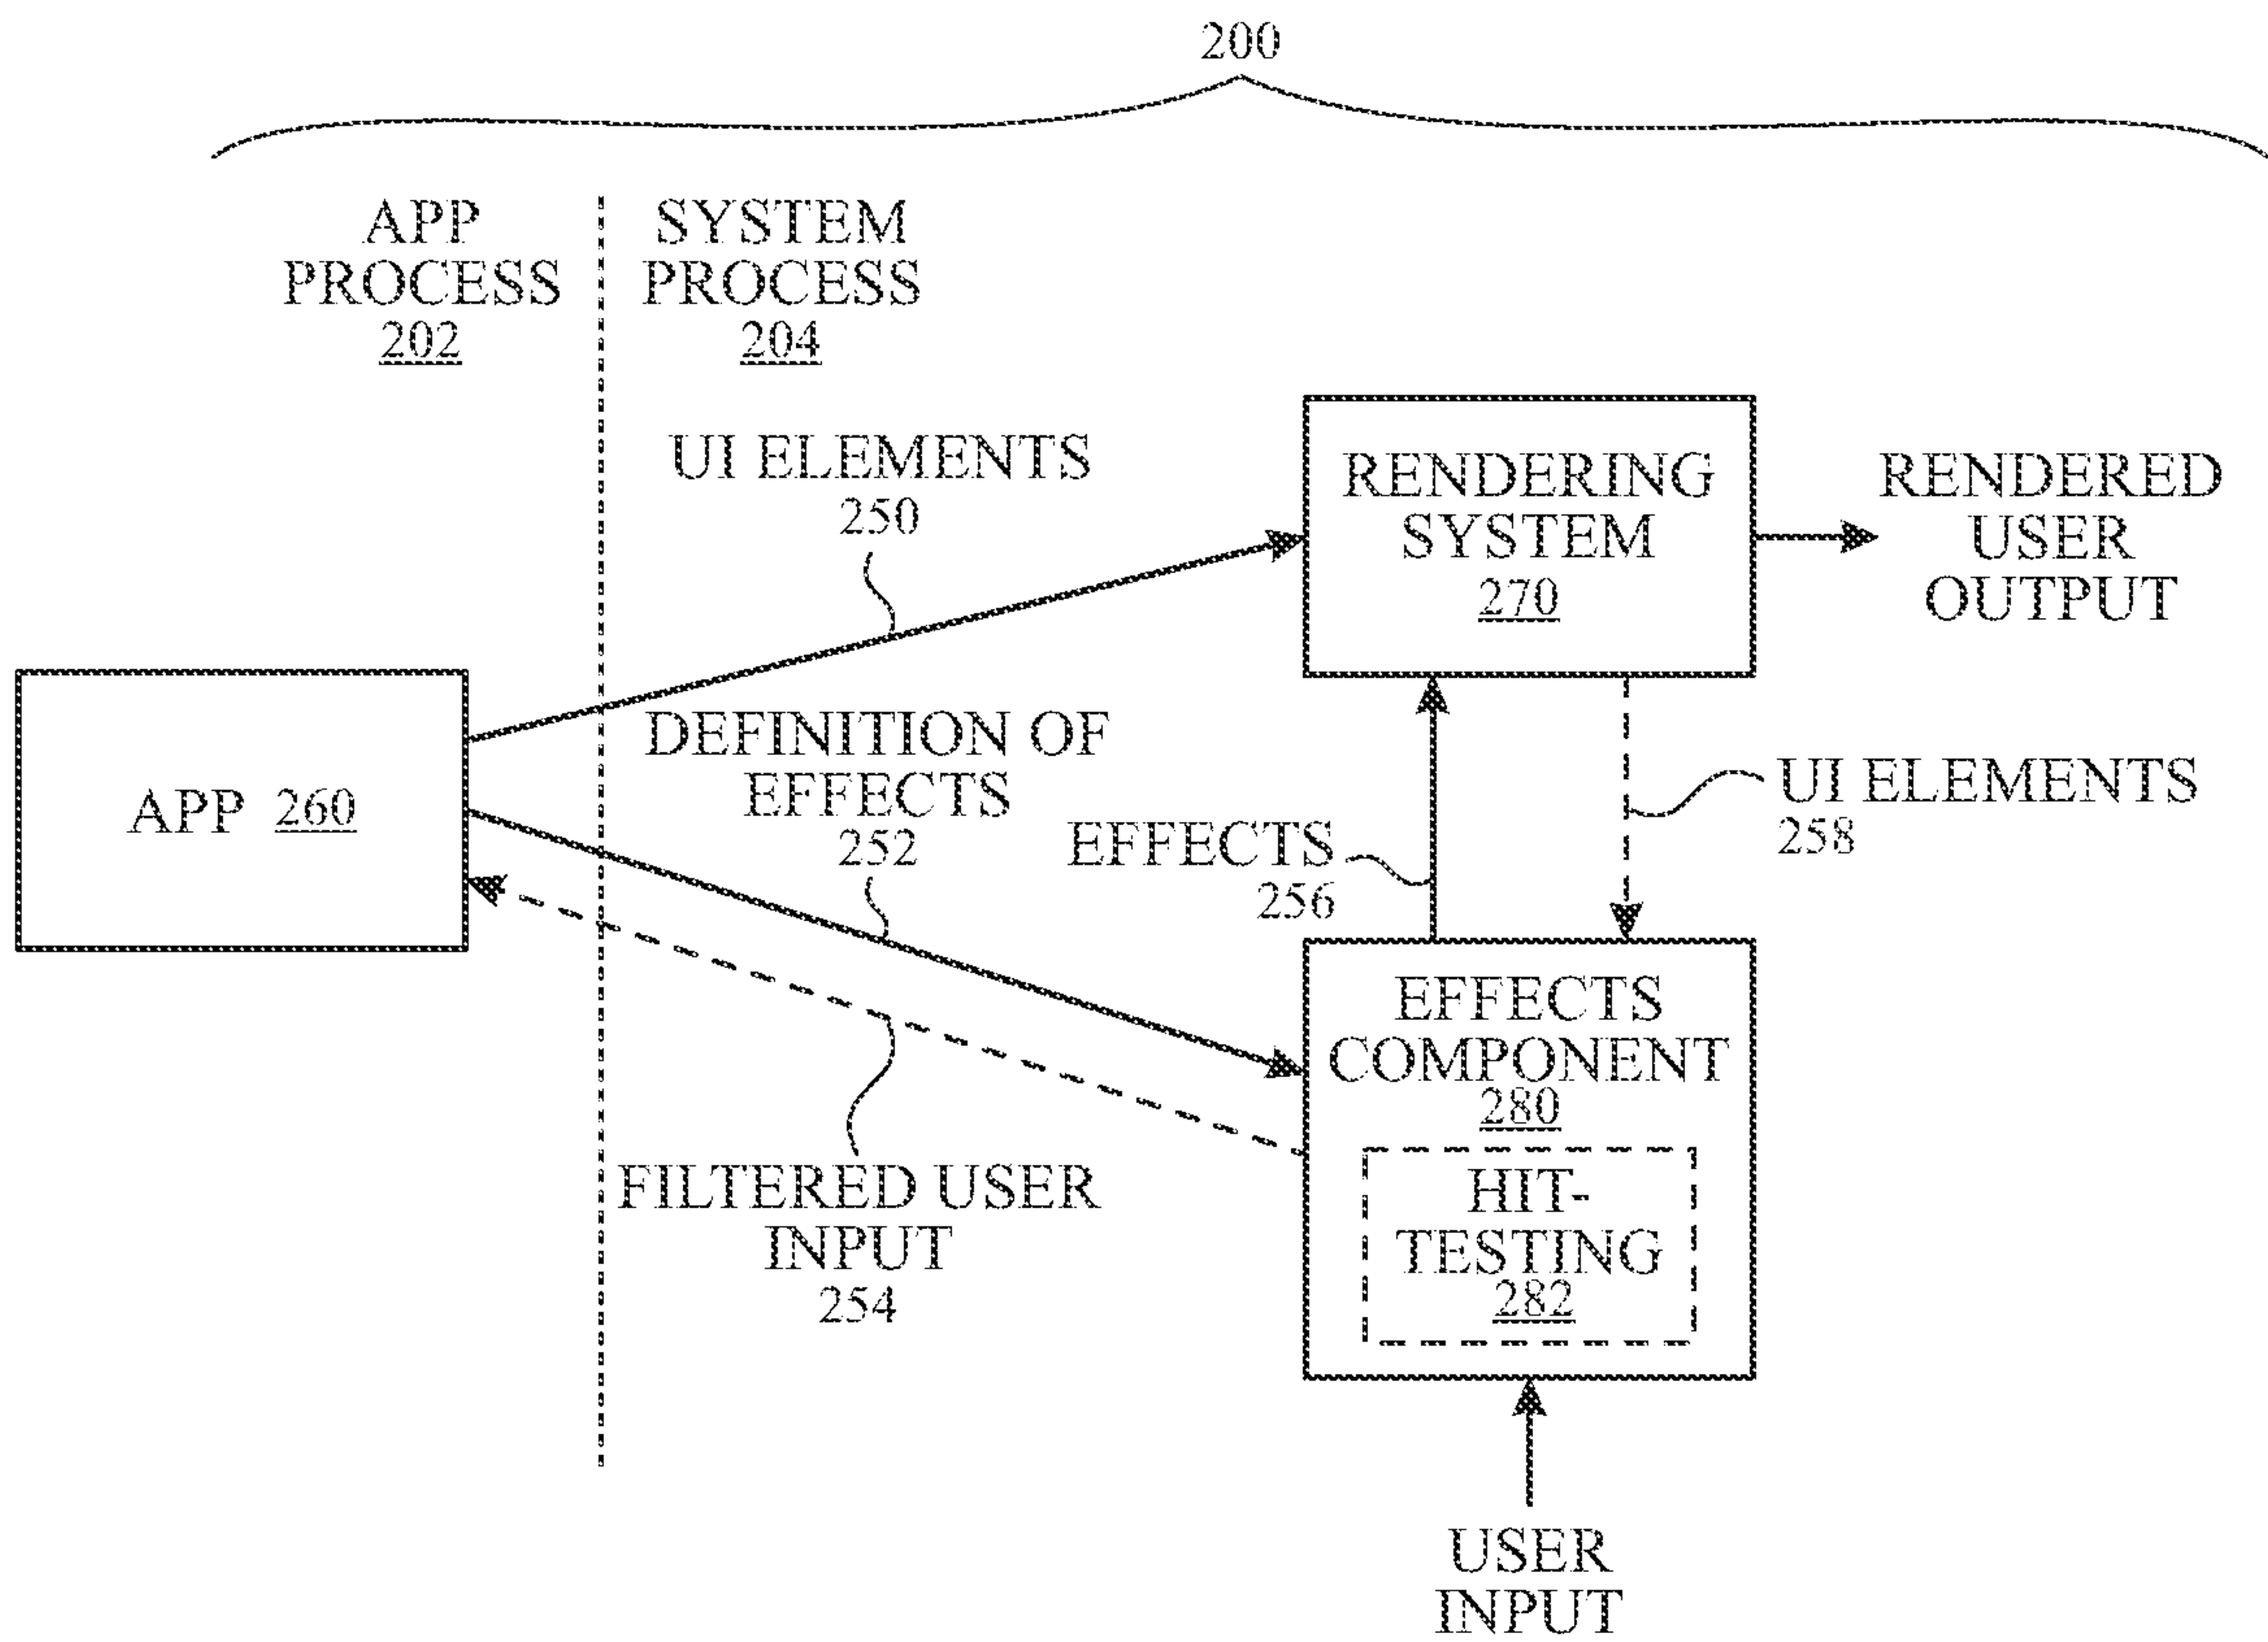 200
APP
PROCESS
202
SYSTEM
PROCESS
204
UI ELEMENTS
250
RENDERING
SYSTEM
270
RENDERED
USER
OUTPUT
APP 260
DEFINITION OF
EFFECTS
252
EFFECTS
256
UI ELEMENTS
258
FILTERED USER
INPUT
254
EFFECTS
COMPONENT
280
HIT-
TESTING
282
USER
INPUT